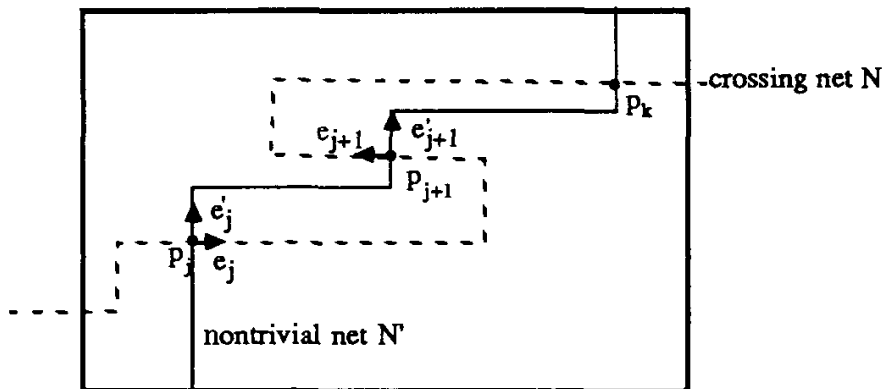 crossing net N
p_k
e_{j+1} e'_{j+1}
p_{j+1}
e'_j
p_j e_j
nontrivial net N'